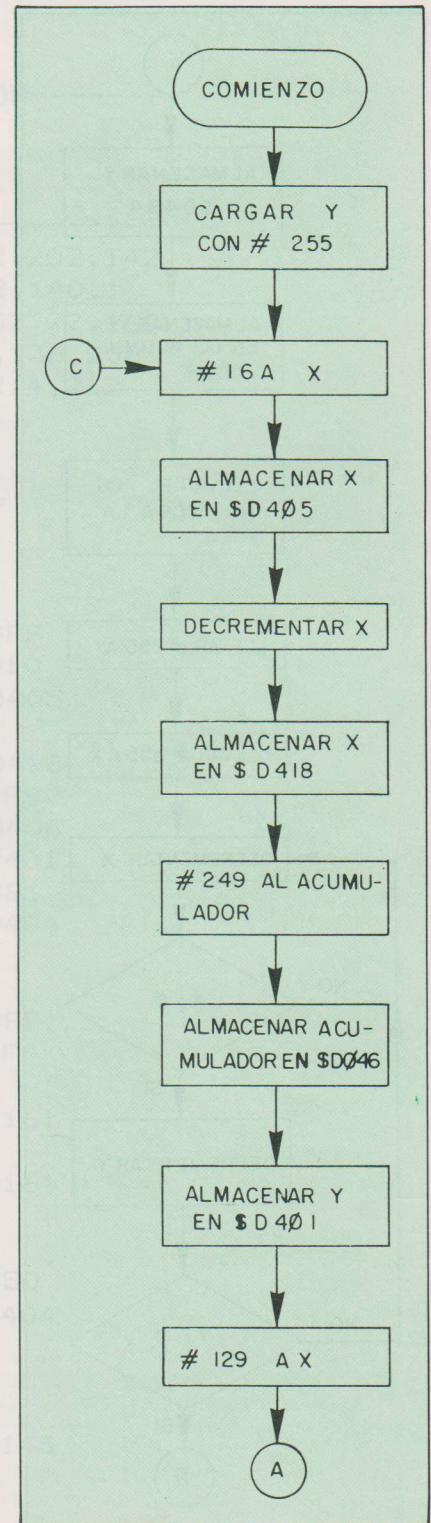 COMIENZO
CARGAR Y
CON # 255
C
# 16A X
ALMACENAR X
EN $D4Ø5
DECREMENTAR X
ALMACENAR X
EN $D418
# 249 AL ACUMU-
LADOR
ALMACENAR ACU-
MULADOR EN $DØ46
ALMACENAR Y
EN $D4Ø1
# 129 A X
A